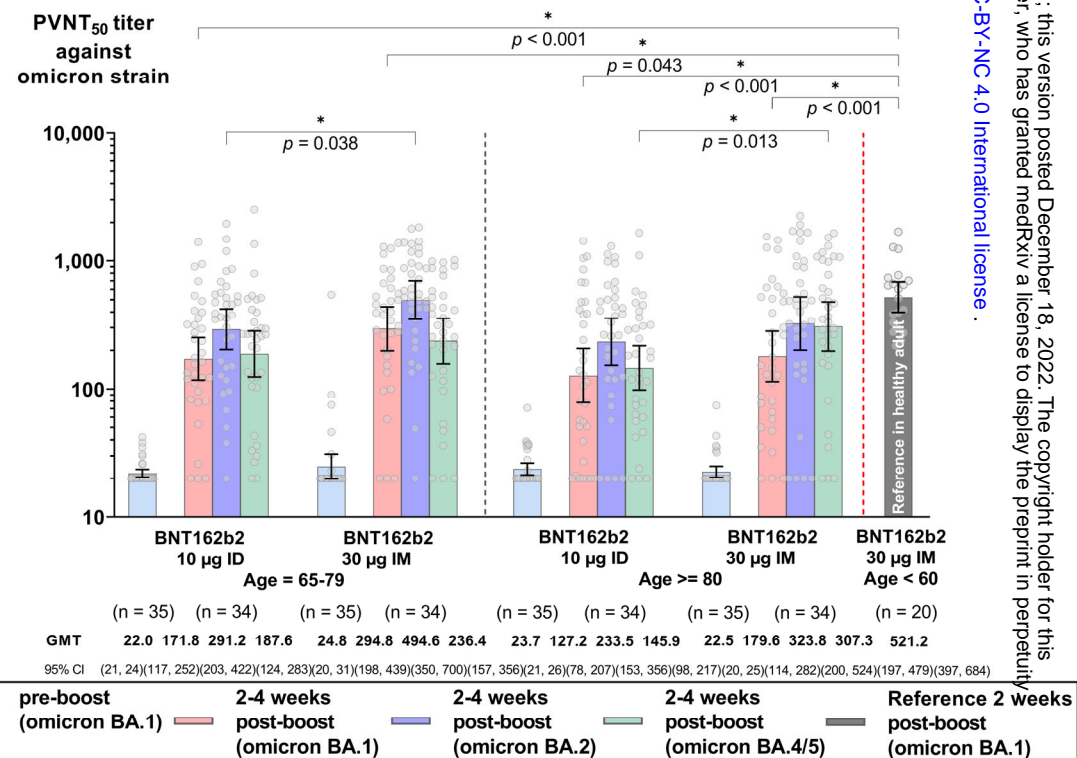 PVNT50 titer
against
omicron strain
*
p < 0.001
*
p = 0.043
*
p < 0.001
*
p < 0.001
*
p = 0.038
*
p = 0.013
10,000
1,000
100
10
Reference in healthy adult
BNT162b2
10 µg ID
BNT162b2
30 µg IM
Age = 65-79
BNT162b2
10 µg ID
BNT162b2
30 µg IM
Age >= 80
BNT162b2
30 µg IM
Age < 60
(n = 35) (n = 34) (n = 35) (n = 34) (n = 35) (n = 34) (n = 35) (n = 34) (n = 20)
GMT 22.0 171.8 291.2 187.6 24.8 294.8 494.6 236.4 23.7 127.2 233.5 145.9 22.5 179.6 323.8 307.3 521.2
95% CI (21, 24)(117, 252)(203, 422)(124, 283)(20, 31)(198, 439)(350, 700)(157, 356)(21, 26)(78, 207)(153, 356)(98, 217)(20, 25)(114, 282)(200, 524)(197, 479)(397, 684)
pre-boost
(omicron BA.1)
2-4 weeks
post-boost
(omicron BA.1)
2-4 weeks
post-boost
(omicron BA.2)
2-4 weeks
post-boost
(omicron BA.4/5)
Reference 2 weeks
post-boost
(omicron BA.1)
; this version posted December 18, 2022. The copyright holder for this
who has granted medRxiv a license to display the preprint in perpetuity
4.0 International license .